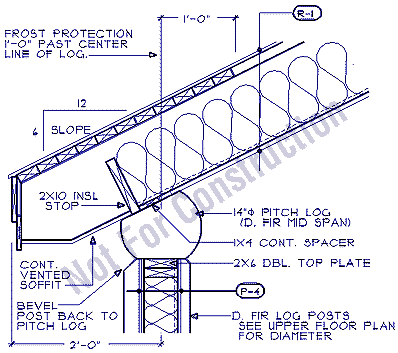 1'-0"
R-1
FROST PROTECTION
1'-0" PAST CENTER
LINE OF LOG.
12
6 SLOPE
2X10 INSL
STOP
14"Φ PITCH LOG
(D. FIR MID SPAN)
1X4 CONT. SPACER
2X6 DBL. TOP PLATE
CONT.
VENTED
SOFFIT
P-4
BEVEL
POST BACK TO
PITCH LOG
D. FIR LOG POSTS
SEE UPPER FLOOR PLAN
FOR DIAMETER
2'-0"
Not For Construction